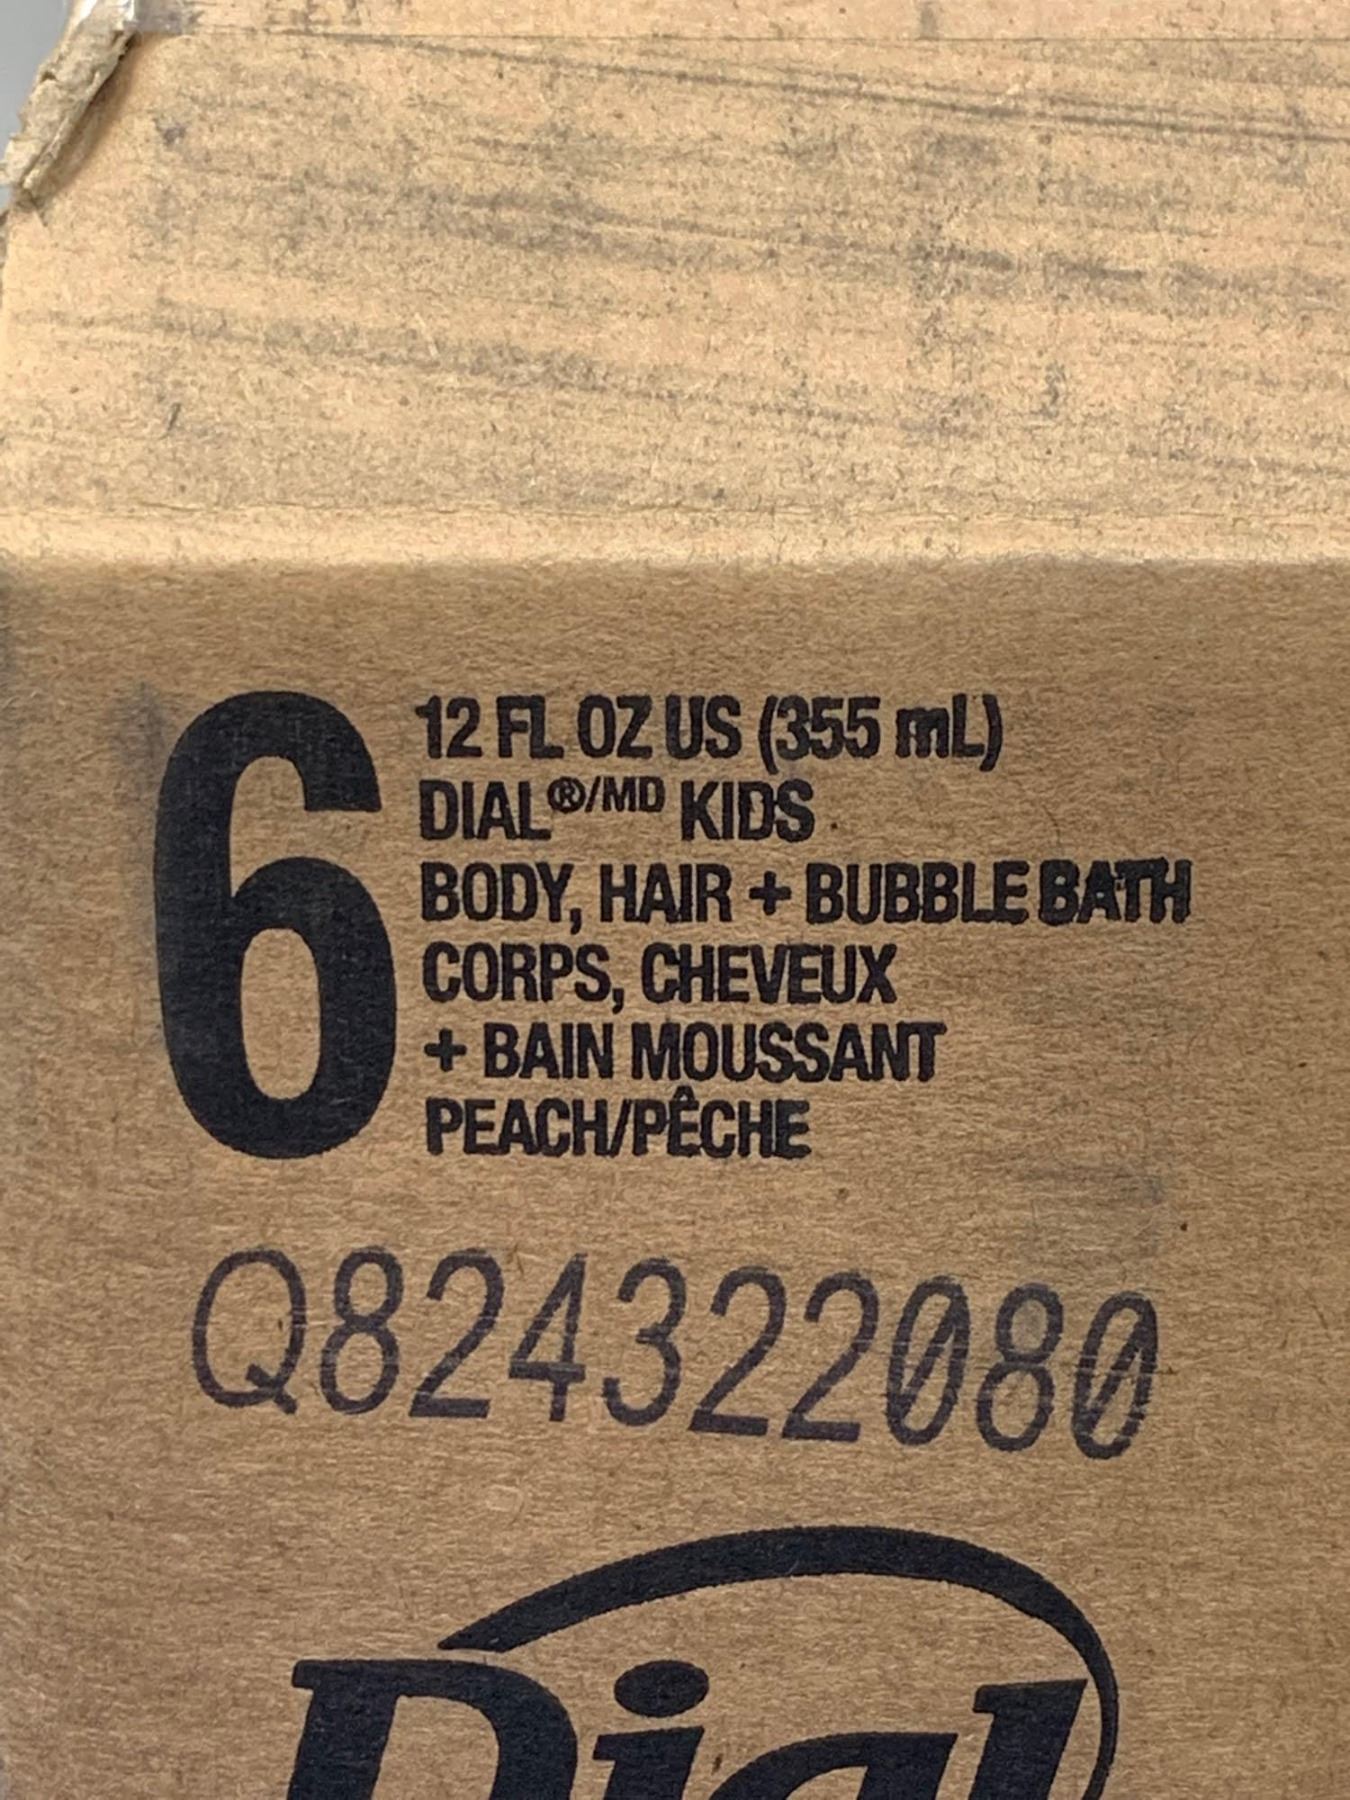 6
12 FL OZ US (355 mL)
DIAL®/MD KIDS
BODY, HAIR + BUBBLE BATH
CORPS, CHEVEUX
+ BAIN MOUSSANT
PEACH/PÊCHE
Q824322080
Dial